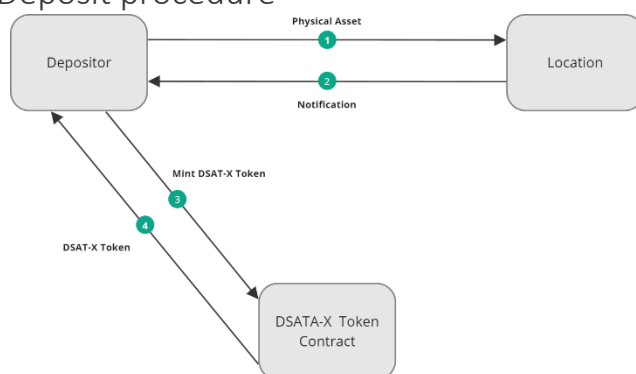 Deposit procedure
Physical Asset
1
Depositor
Location
2
Notification
Mint DSAT-X Token
3
4
DSAT-X Token
DSATA-X Token
Contract